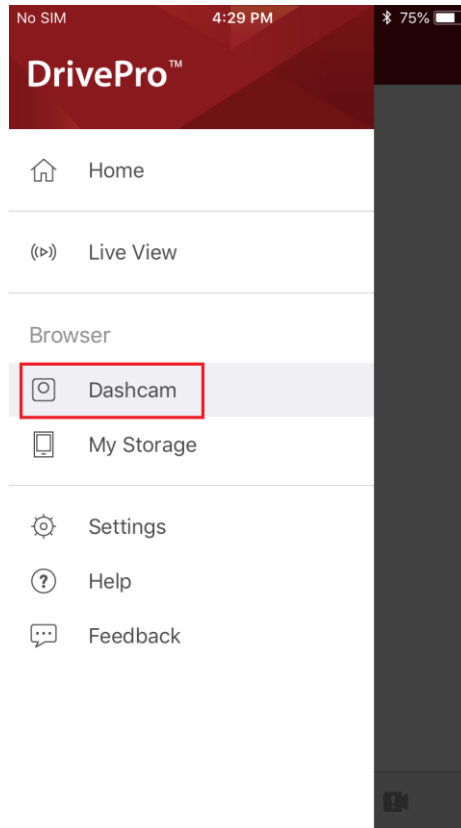 No SIM 4:29 PM 75%
DrivePro™
Home
Live View
Browser
Dashcam
My Storage
Settings
? Help
Feedback